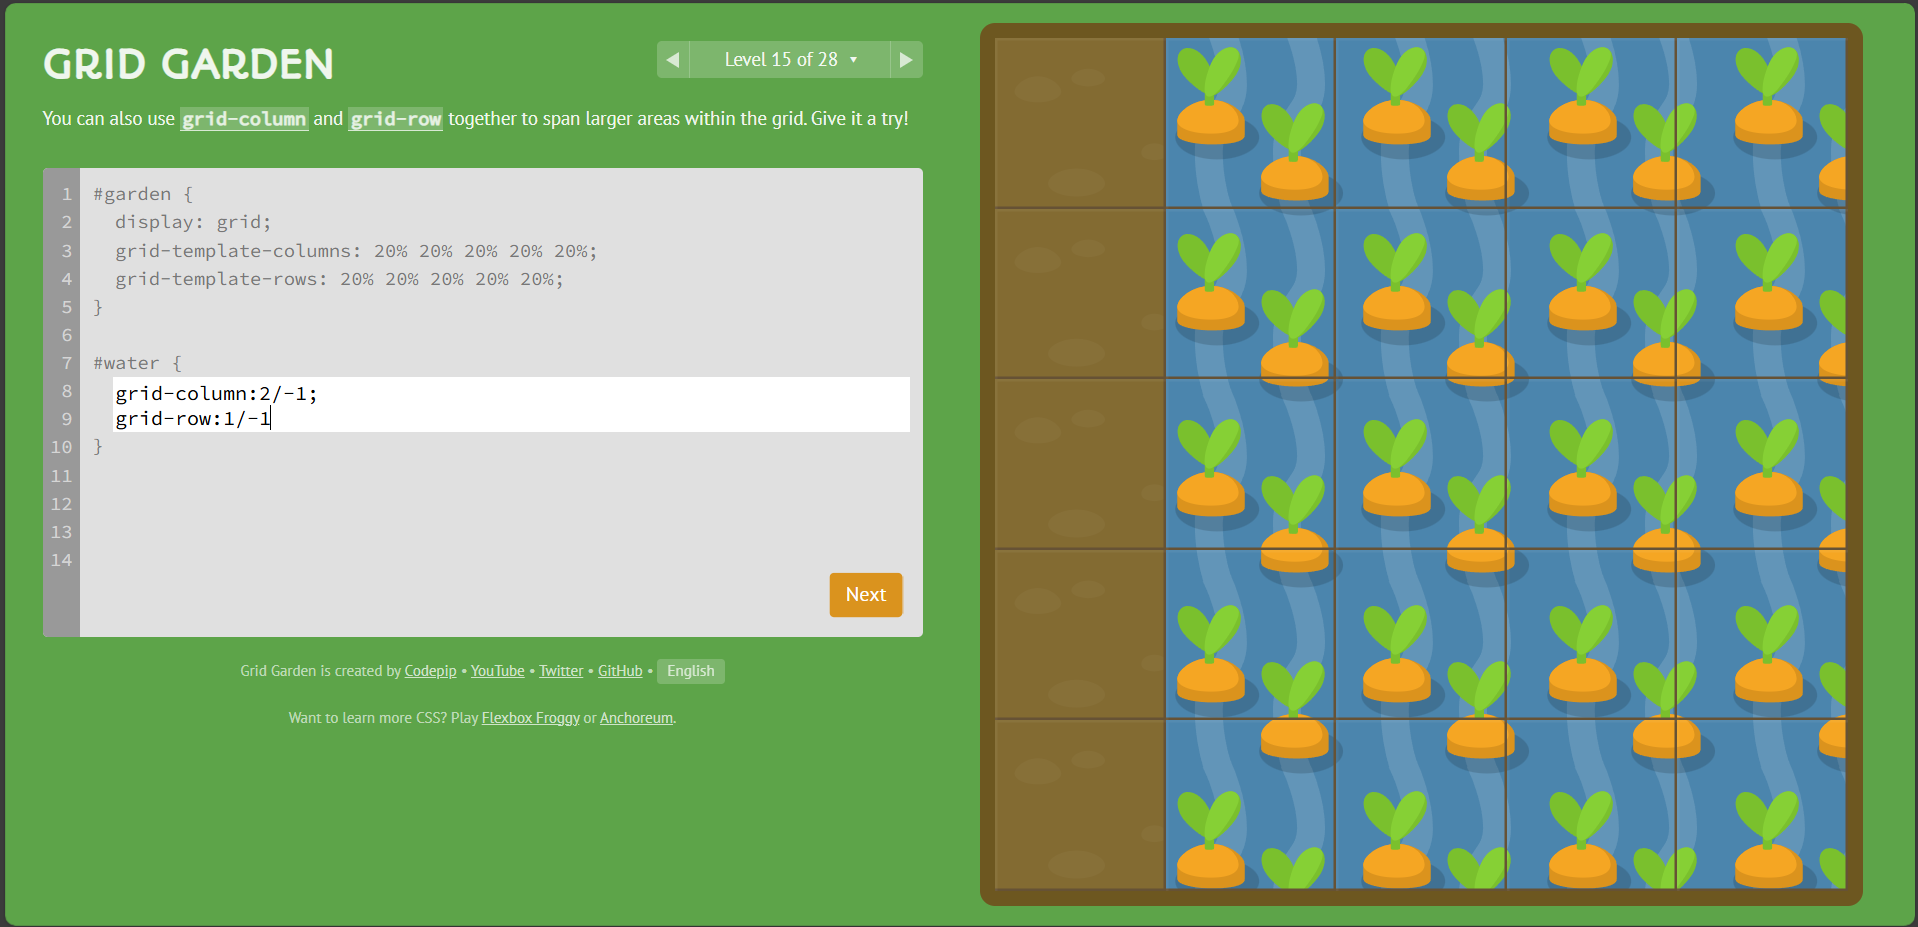 GRID GARDEN
◀ Level 15 of 28 ▾ ▶
You can also use grid-column and grid-row together to span larger areas within the grid. Give it a try!
1 #garden {
2 display: grid;
3 grid-template-columns: 20% 20% 20% 20% 20%;
4 grid-template-rows: 20% 20% 20% 20% 20%;
5 }
6
7 #water {
8 grid-column:2/-1;
9 grid-row:1/-1
10 }
11
12
13
14
Next
Grid Garden is created by Codepip • YouTube • Twitter • GitHub • English
Want to learn more CSS? Play Flexbox Froggy or Anchoreum.